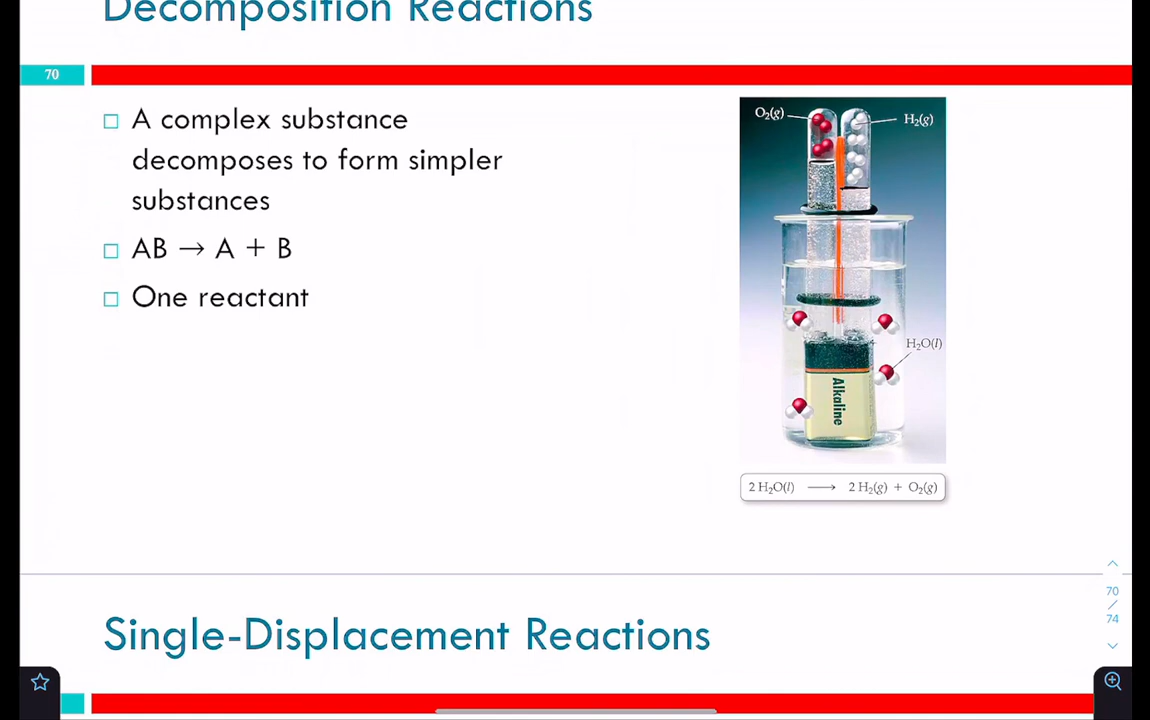 Decomposition Reactions
70
A complex substance
decomposes to form simpler
substances
AB → A + B
One reactant
O₂(g)
H₂(g)
H₂O(l)
Alkaline
2 H₂O(l) ⟶ 2 H₂(g) + O₂(g)
70
/
74
Single-Displacement Reactions